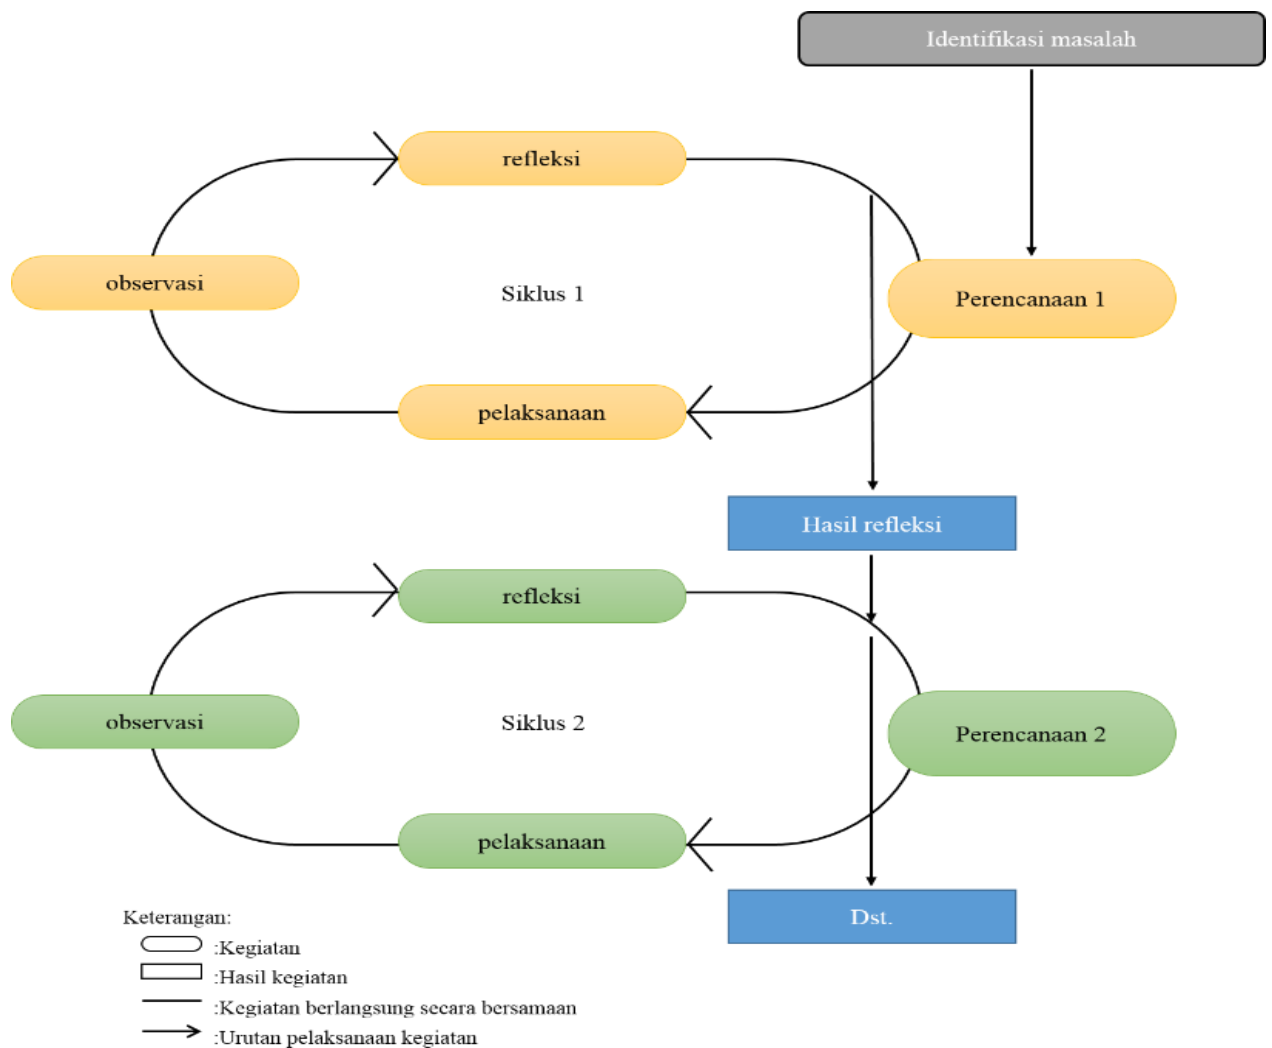 Identifikasi masalah
refleksi
observasi
Siklus 1
Perencanaan 1
pelaksanaan
Hasil refleksi
refleksi
observasi
Siklus 2
Perencanaan 2
pelaksanaan
Dst.
Keterangan:
:Kegiatan
:Hasil kegiatan
:Kegiatan berlangsung secara bersamaan
:Urutan pelaksanaan kegiatan